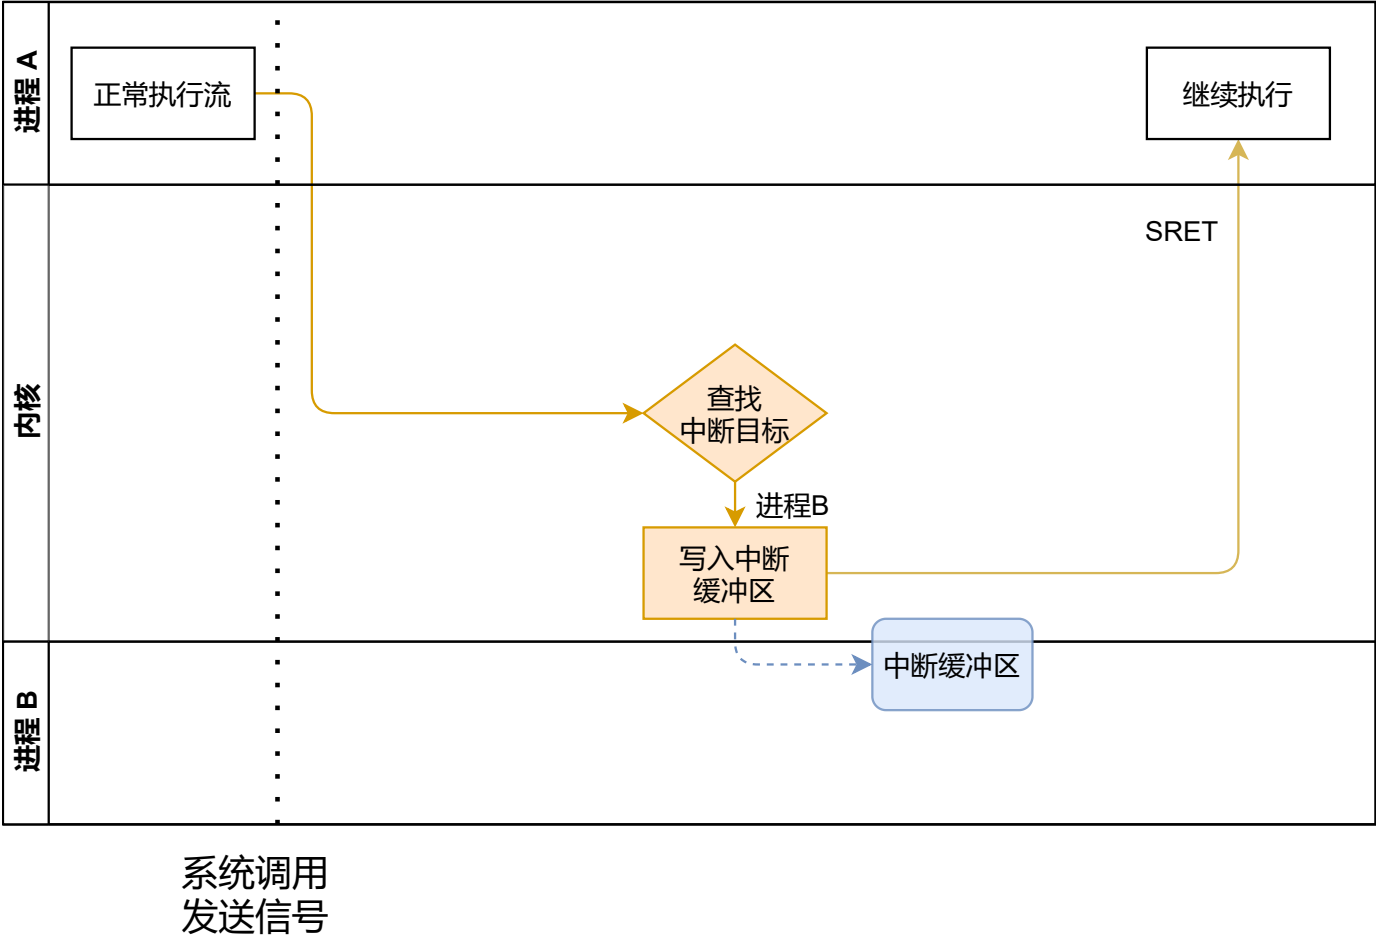 进程 A
正常执行流
继续执行
内核
SRET
查找
中断目标
进程B
写入中断
缓冲区
进程 B
中断缓冲区
系统调用
发送信号